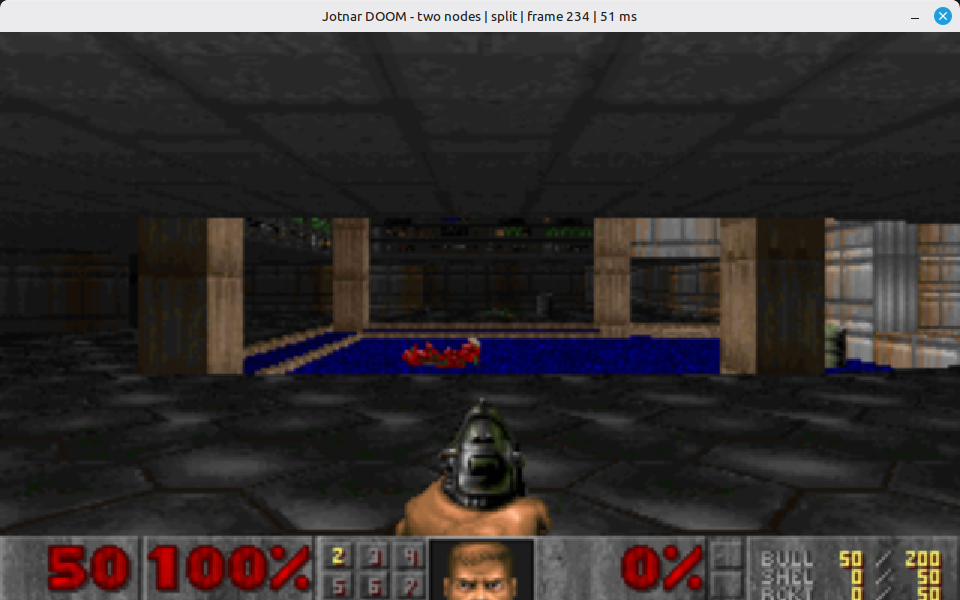 Jotnar DOOM - two nodes | split | frame 234 | 51 ms
50 100% 2 3 4 0% BULL 50 / 200
5 6 7 SHEL 0 / 50
RCKT 0 / 50